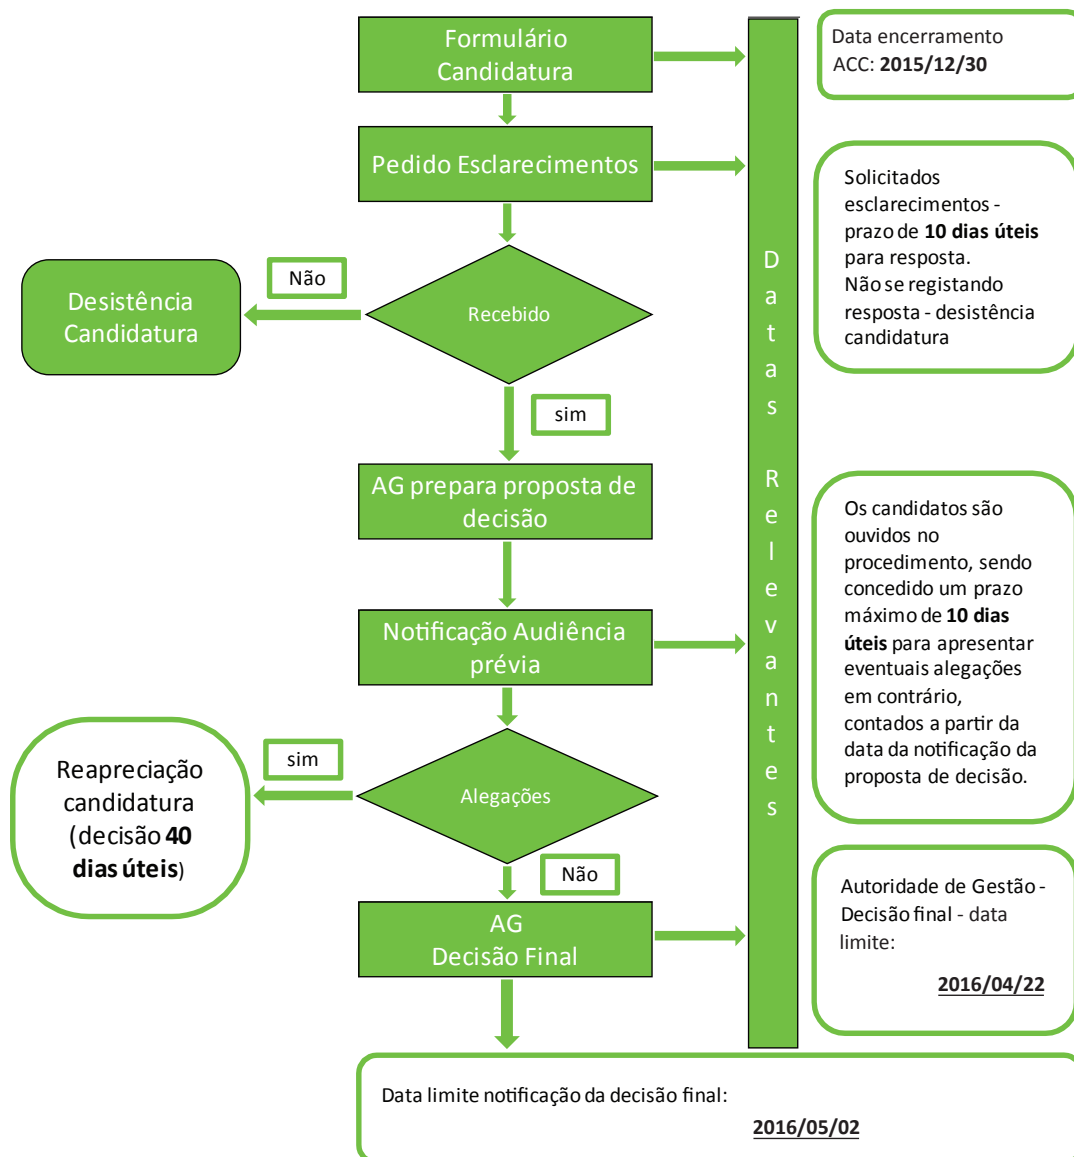 Formulário
Candidatura
Data encerramento
ACC: 2015/12/30
Pedido Esclarecimentos
Solicitados
esclarecimentos -
prazo de 10 dias úteis
para resposta.
Não se registando
resposta - desistência
candidatura
Não
Desistência
Candidatura
Recebido
sim
Datas Relevantes
AG prepara proposta de
decisão
Os candidatos são
ouvidos no
procedimento, sendo
concedido um prazo
máximo de 10 dias
úteis para apresentar
eventuais alegações
em contrário,
contados a partir da
data da notificação da
proposta de decisão.
Notificação Audiência
prévia
sim
Reapreciação
candidatura
(decisão 40
dias úteis)
Alegações
Não
AG
Decisão Final
Autoridade de Gestão -
Decisão final - data
limite:
2016/04/22
Data limite notificação da decisão final:
2016/05/02